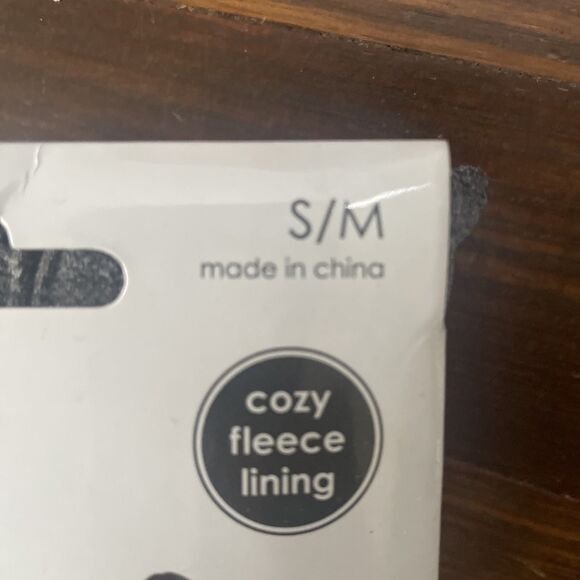 S/M
made in china
cozy
fleece
lining